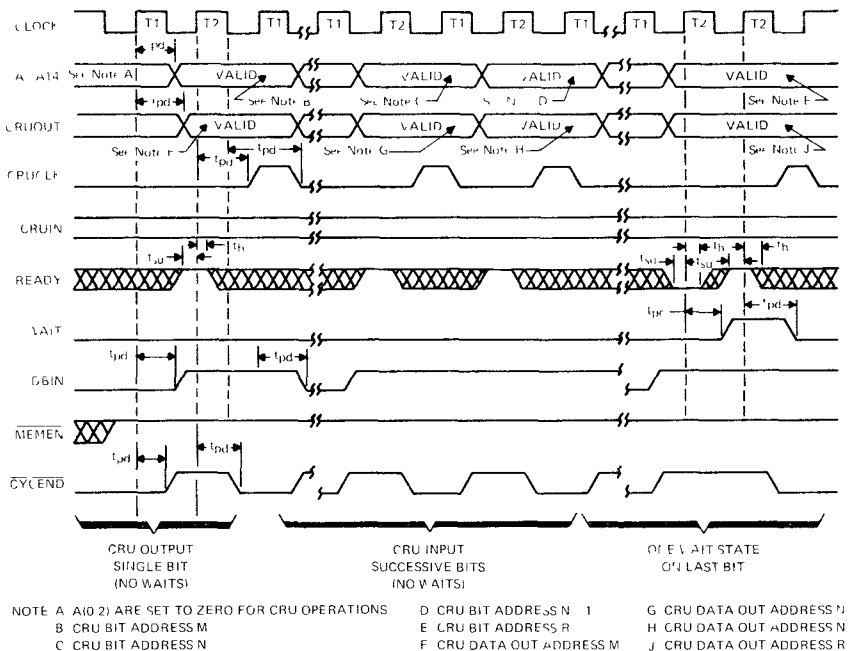 CLOCK T1 T2 T1 T1 T2 T1 T2 T1 T1 T2 T2
tpd
See Note A VALID VALID VALID VALID
tpd See Note B See Note C See Note E
CRUOUT VALID VALID VALID VALID
See Note F tpd See Note G See Note H See Note J
tpd
CRUIN
th th th
tsu tsu tsu
READY
tpd
WAIT
tpd tpd
DBIN
MEMEN
tpd tpd
CYCEND
CRU OUTPUT
SINGLE BIT
(NO WAITS)
CRU INPUT
SUCCESSIVE BITS
(NO WAITS)
ONE WAIT STATE
ON LAST BIT
NOTE A A(0 2) ARE SET TO ZERO FOR CRU OPERATIONS
B CRU BIT ADDRESS M
C CRU BIT ADDRESS N
D CRU BIT ADDRESS N 1
E CRU BIT ADDRESS R
F CRU DATA OUT ADDRESS M
G CRU DATA OUT ADDRESS N
H CRU DATA OUT ADDRESS N
J CRU DATA OUT ADDRESS R